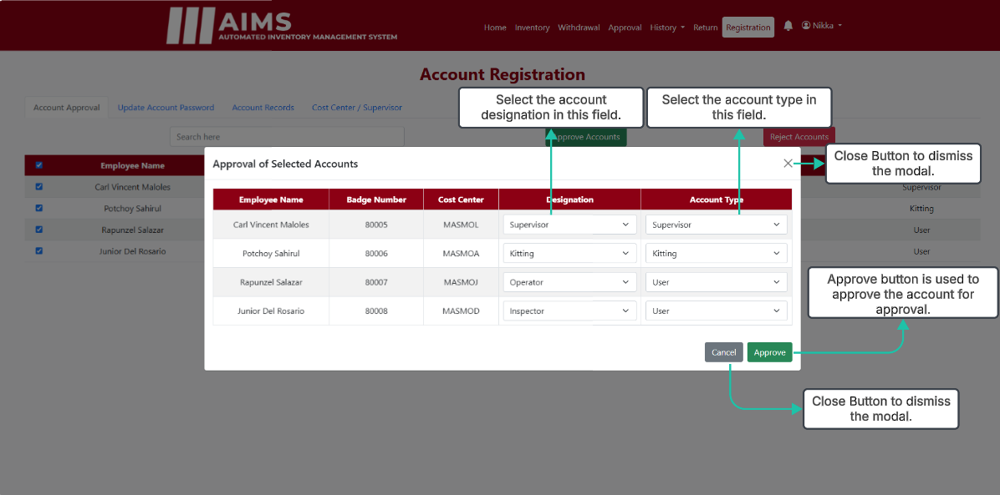 AIMS
AUTOMATED INVENTORY MANAGEMENT SYSTEM
Home Inventory Withdrawal Approval History Return Registration Nikka
Account Registration
Account Approval Update Account Password Account Records Cost Center / Supervisor
Select the account
designation in this field.
Select the account type in
this field.
Search here
Approve Accounts
Reject Accounts
Employee Name
Carl Vincent Maloles Supervisor
Potchoy Sahirul Kitting
Rapunzel Salazar User
Junior Del Rosario User
Approval of Selected Accounts
Close Button to dismiss
the modal.
Employee Name Badge Number Cost Center Designation Account Type
Carl Vincent Maloles 80005 MASMOL Supervisor Supervisor
Potchoy Sahirul 80006 MASMOA Kitting Kitting
Rapunzel Salazar 80007 MASMOJ Operator User
Junior Del Rosario 80008 MASMOD Inspector User
Approve button is used to
approve the account for
approval.
Cancel Approve
Close Button to dismiss
the modal.